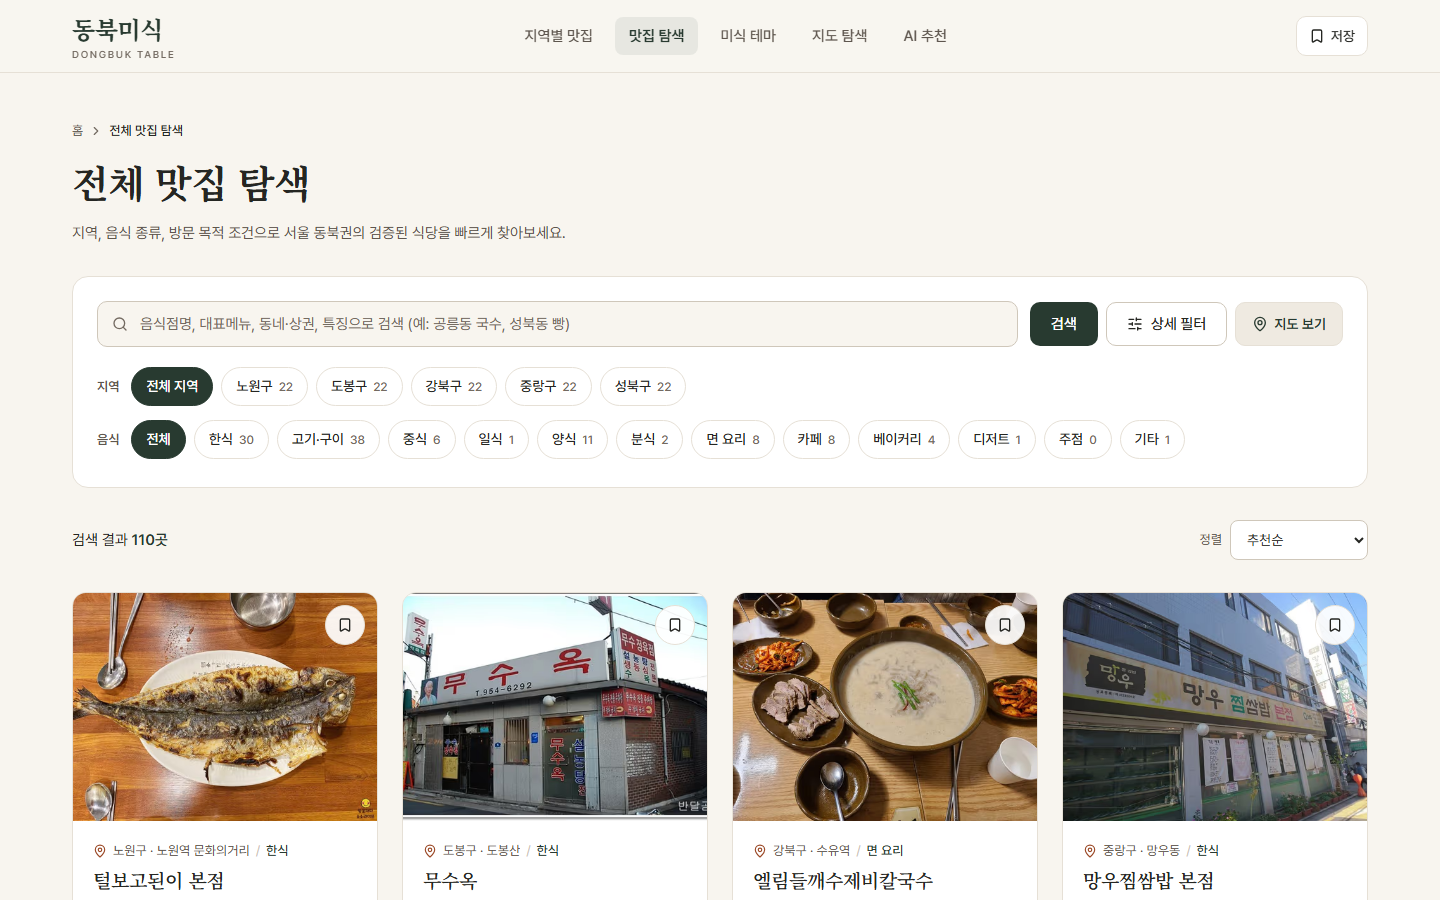 동북미식
DONGBUK TABLE
지역별 맛집
맛집 탐색
미식 테마
지도 탐색
AI 추천
저장
홈 > 전체 맛집 탐색
전체 맛집 탐색
지역, 음식 종류, 방문 목적 조건으로 서울 동북권의 검증된 식당을 빠르게 찾아보세요.
음식점명, 대표메뉴, 동네·상권, 특징으로 검색 (예: 공릉동 국수, 성북동 빵)
검색
상세 필터
지도 보기
지역 전체 지역 노원구 22 도봉구 22 강북구 22 중랑구 22 성북구 22
음식 전체 한식 30 고기·구이 38 중식 6 일식 1 양식 11 분식 2 면 요리 8 카페 8 베이커리 4 디저트 1 주점 0 기타 1
검색 결과 110곳
정렬 추천순
무수옥
T.954-6292
무수옥
반달곰
망우
망우 찜쌈밥 본점
노원구 · 노원역 문화의거리 / 한식
털보고된이 본점
도봉구 · 도봉산 / 한식
무수옥
강북구 · 수유역 / 면 요리
엘림들깨수제비칼국수
중랑구 · 망우동 / 한식
망우찜쌈밥 본점